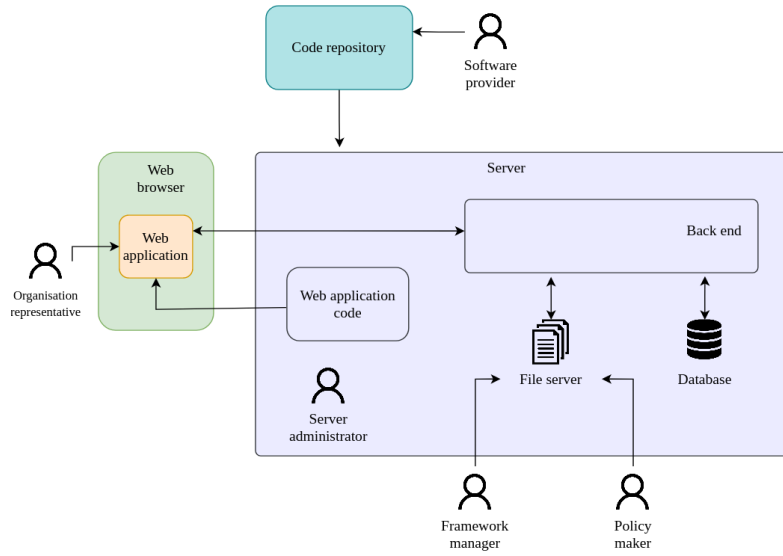 Code repository
Software
provider
Web
browser
Server
Web
application
Back end
Organisation
representative
Web application
code
File server
Database
Server
administrator
Framework
manager
Policy
maker